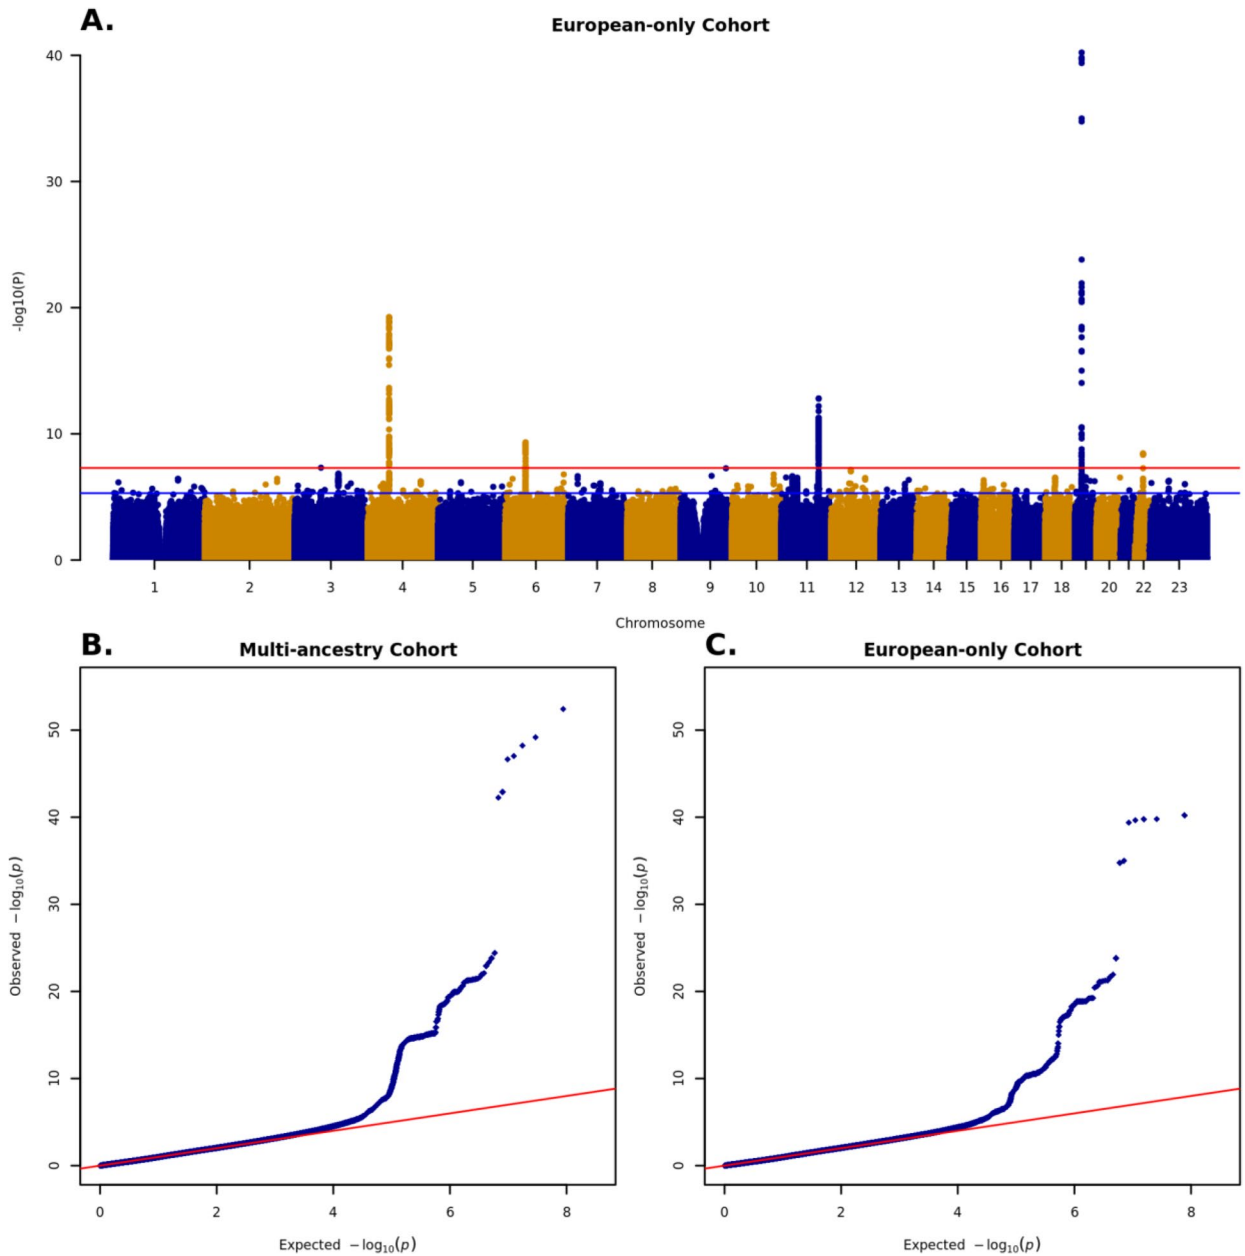 A.
European-only Cohort
40
30
20
10
0
-log10(P)
1 2 3 4 5 6 7 8 9 10 11 12 13 14 15 16 17 18 20 22 23
Chromosome
B.
Multi-ancestry Cohort
50
40
30
20
10
0
Observed −log10(p)
0 2 4 6 8
Expected −log10(p)
C.
European-only Cohort
50
40
30
20
10
0
Observed −log10(p)
0 2 4 6 8
Expected −log10(p)